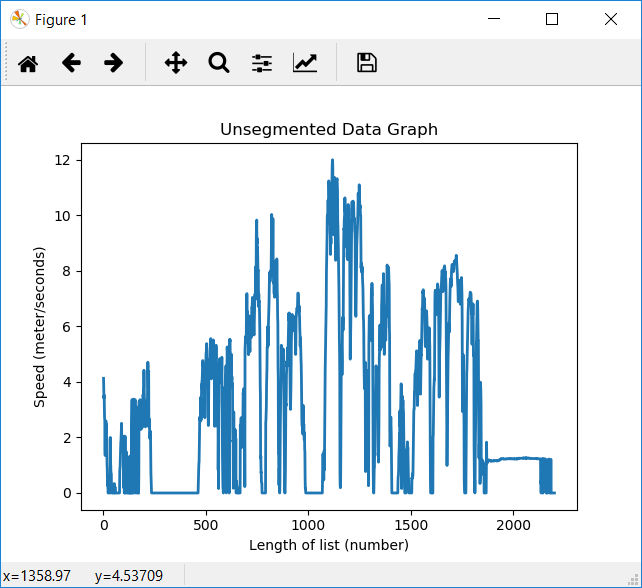 Figure 1
Unsegmented Data Graph
12
10
8
6
4
2
0
Speed (meter/seconds)
0 500 1000 1500 2000
Length of list (number)
x=1358.97 y=4.53709